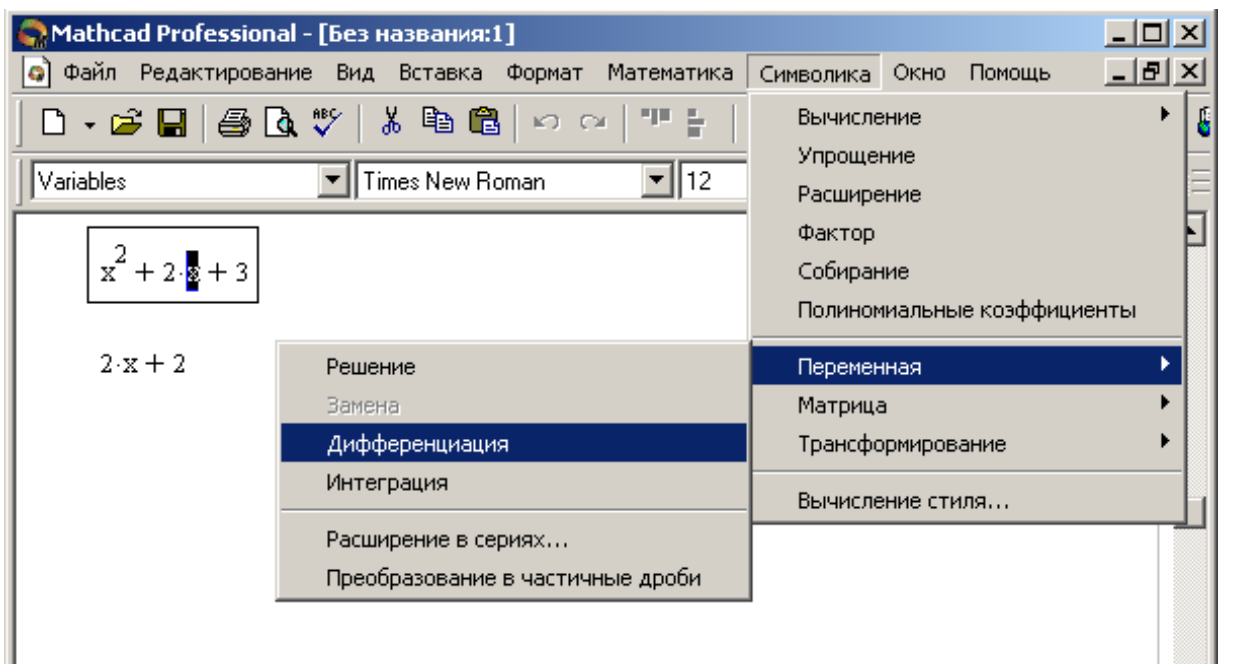 Mathcad Professional - [Без названия:1]
Файл Редактирование Вид Вставка Формат Математика Символика Окно Помощь
Variables Times New Roman 12
x² + 2·x + 3
2·x + 2
Вычисление
Упрощение
Расширение
Фактор
Собирание
Полиномиальные коэффициенты
Переменная
Матрица
Трансформирование
Вычисление стиля...
Решение
Замена
Дифференциация
Интеграция
Расширение в сериях...
Преобразование в частичные дроби